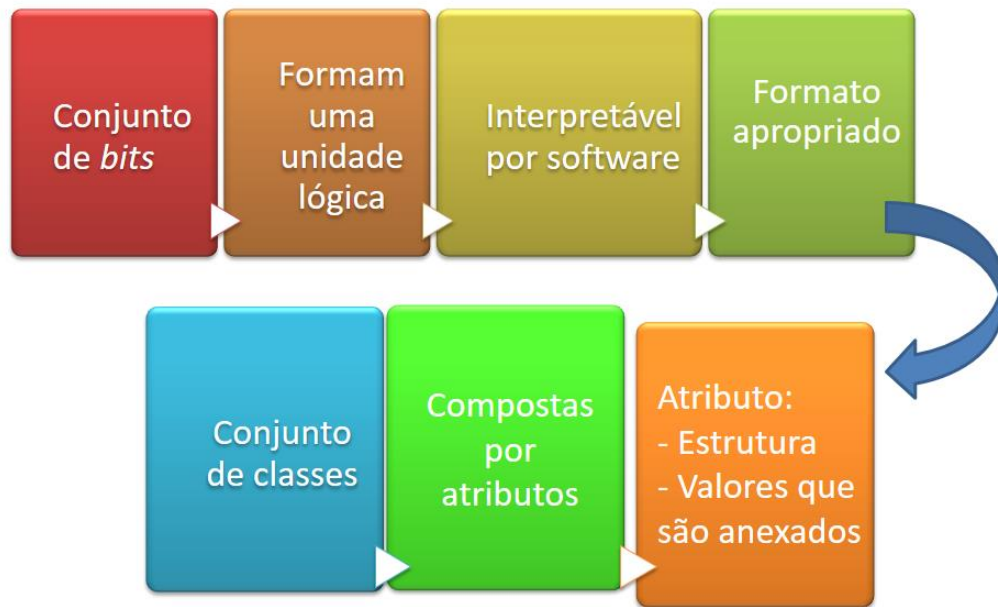 Conjunto
de bits
Formam
uma
unidade
lógica
Interpretável
por software
Formato
apropriado
Conjunto
de classes
Compostas
por
atributos
Atributo:
- Estrutura
- Valores que
são anexados